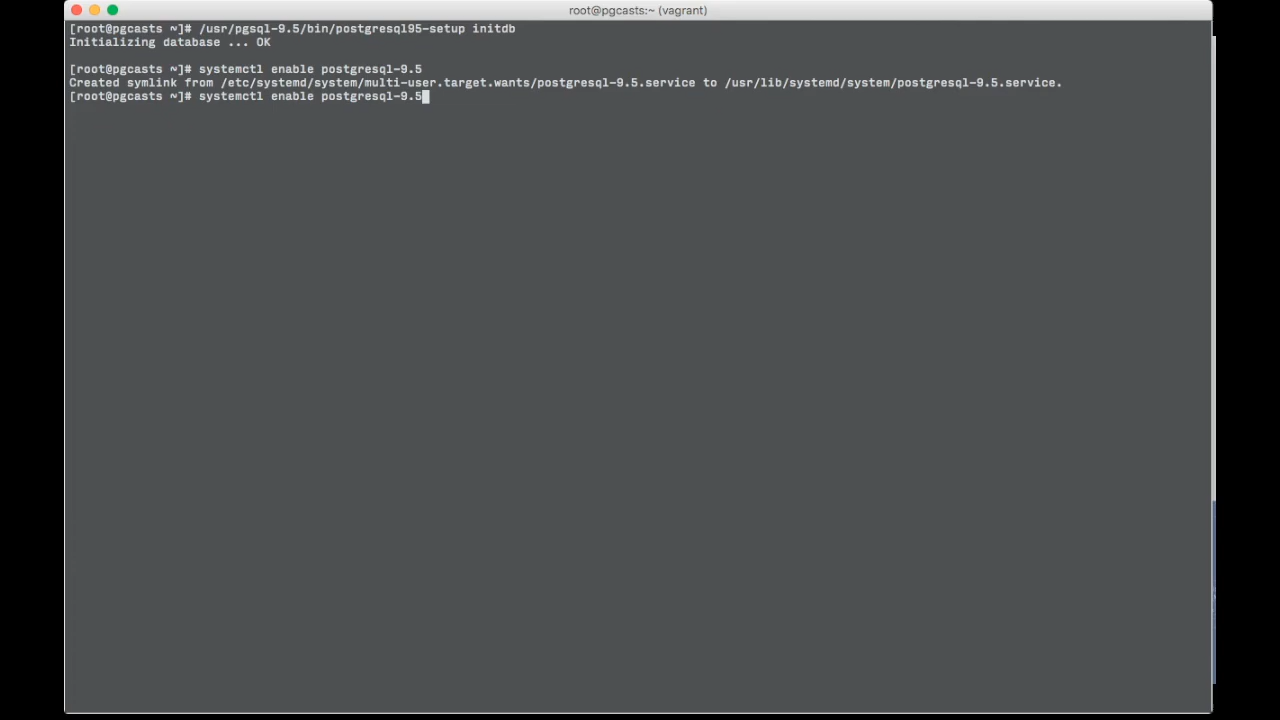 root@pgcasts:~ (vagrant)
[root@pgcasts ~]# /usr/pgsql-9.5/bin/postgresql95-setup initdb
Initializing database ... OK
[root@pgcasts ~]# systemctl enable postgresql-9.5
Created symlink from /etc/systemd/system/multi-user.target.wants/postgresql-9.5.service to /usr/lib/systemd/system/postgresql-9.5.service.
[root@pgcasts ~]# systemctl enable postgresql-9.5